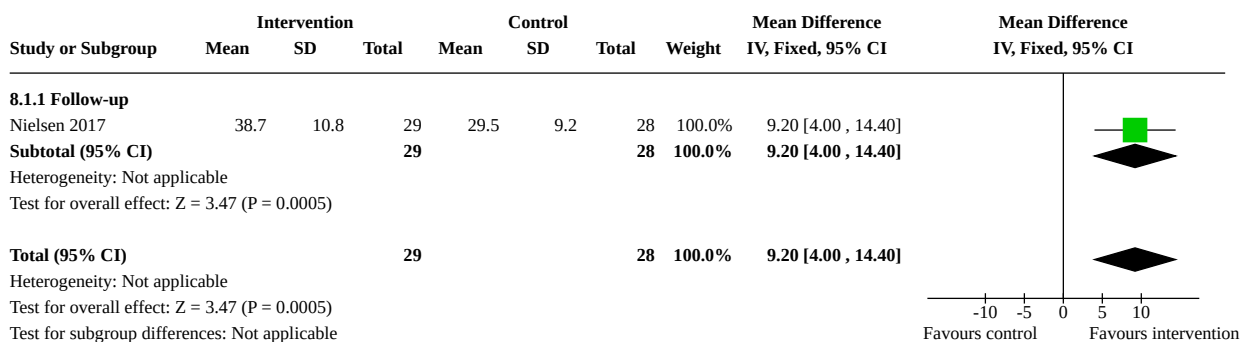 Intervention Control Mean Difference Mean Difference
Study or Subgroup Mean SD Total Mean SD Total Weight IV, Fixed, 95% CI IV, Fixed, 95% CI
8.1.1 Follow-up
Nielsen 2017 38.7 10.8 29 29.5 9.2 28 100.0% 9.20 [4.00 , 14.40]
Subtotal (95% CI) 29 28 100.0% 9.20 [4.00 , 14.40]
Heterogeneity: Not applicable
Test for overall effect: Z = 3.47 (P = 0.0005)
Total (95% CI) 29 28 100.0% 9.20 [4.00 , 14.40]
Heterogeneity: Not applicable
Test for overall effect: Z = 3.47 (P = 0.0005) -10 -5 0 5 10
Test for subgroup differences: Not applicable Favours control Favours intervention